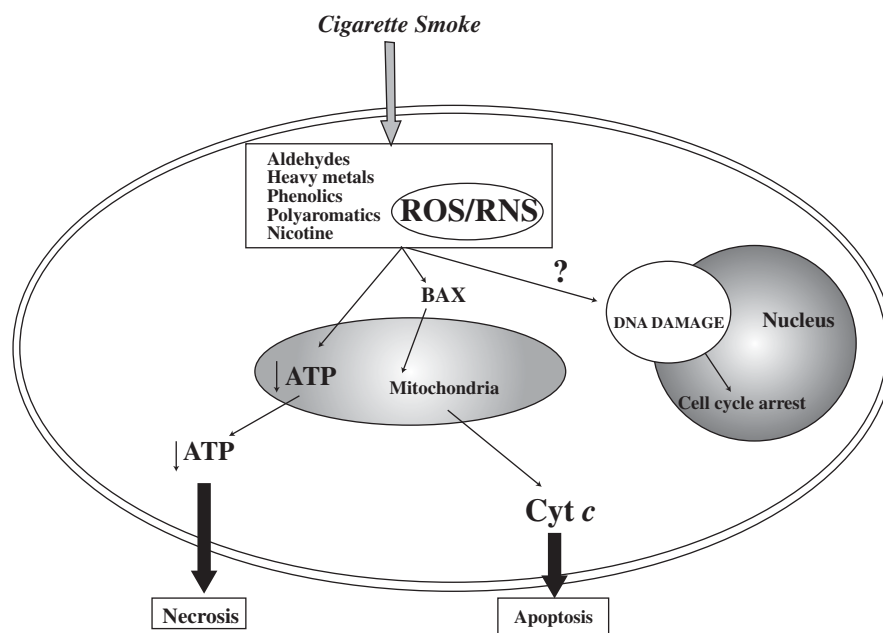 Cigarette Smoke
Aldehydes
Heavy metals
Phenolics
Polyaromatics
Nicotine
ROS/RNS
?
BAX
DNA DAMAGE
Nucleus
↓ ATP
Mitochondria
Cell cycle arrest
↓ ATP
Cyt c
Necrosis
Apoptosis